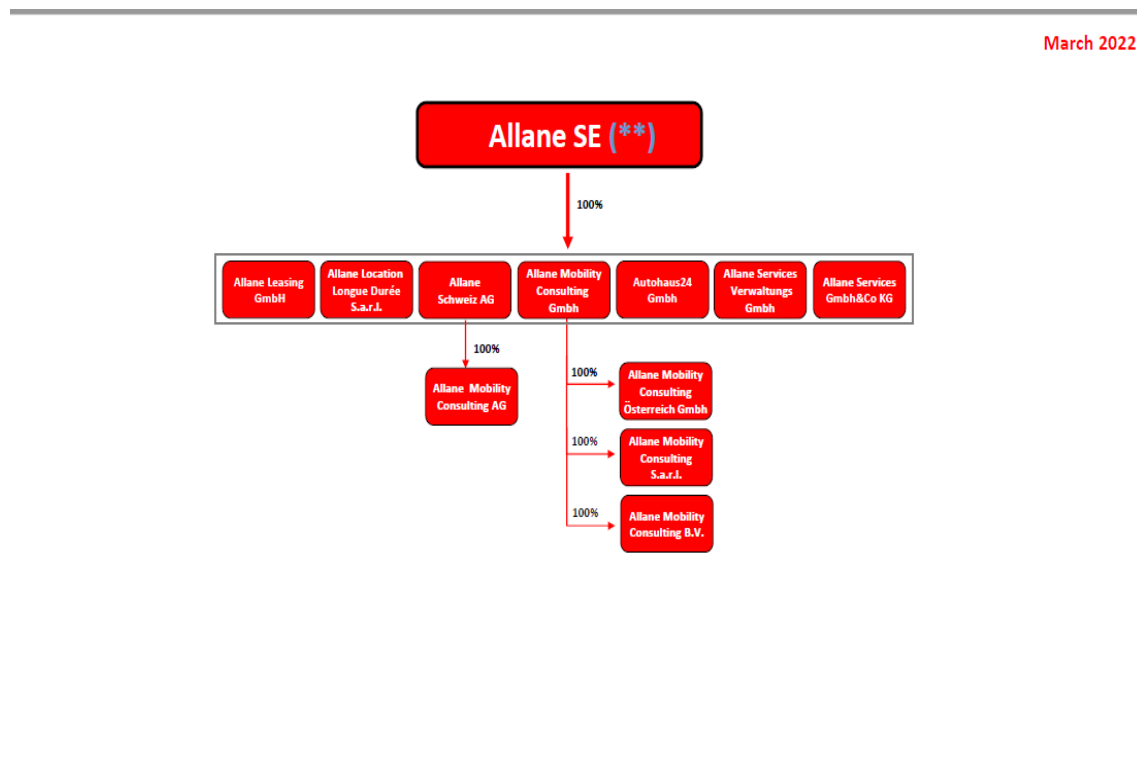 March 2022
Allane SE (**)
100%
Allane Leasing
GmbH
Allane Location
Longue Durée
S.a.r.l.
Allane
Schweiz AG
Allane Mobility
Consulting
Gmbh
Autohaus24
Gmbh
Allane Services
Verwaltungs
Gmbh
Allane Services
Gmbh&Co KG
100%
Allane Mobility
Consulting AG
100%
Allane Mobility
Consulting
Österreich Gmbh
100%
Allane Mobility
Consulting
S.a.r.l.
100%
Allane Mobility
Consulting B.V.